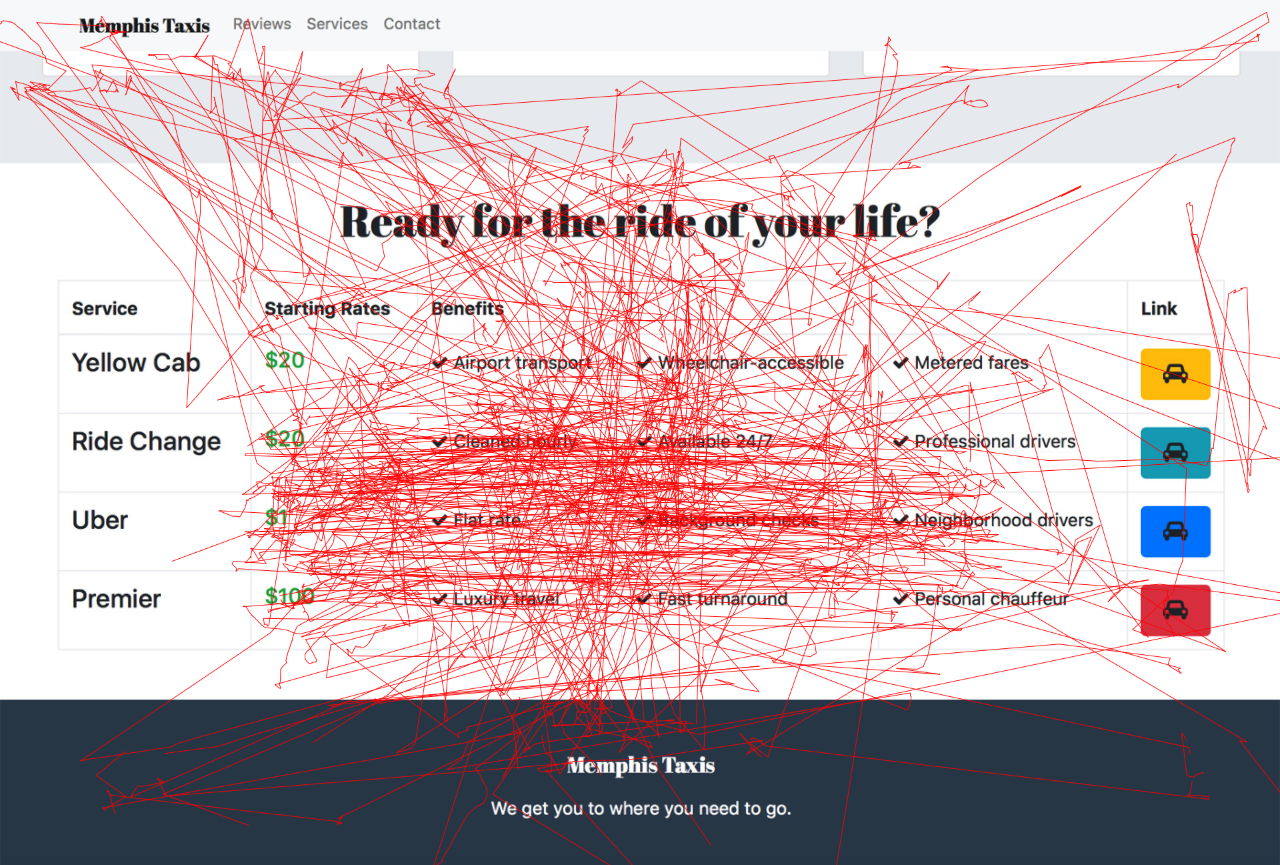 Memphis Taxis Reviews Services Contact
Ready for the ride of your life?
Service Starting Rates Benefits Link
Yellow Cab $20 Airport transport Wheelchair-accessible Metered fares
Ride Change $20 Cleaned hourly Available 24/7 Professional drivers
Uber $1 Flat rate Background checks Neighborhood drivers
Premier $100 Luxury travel Fast turnaround Personal chauffeur
Memphis Taxis
We get you to where you need to go.